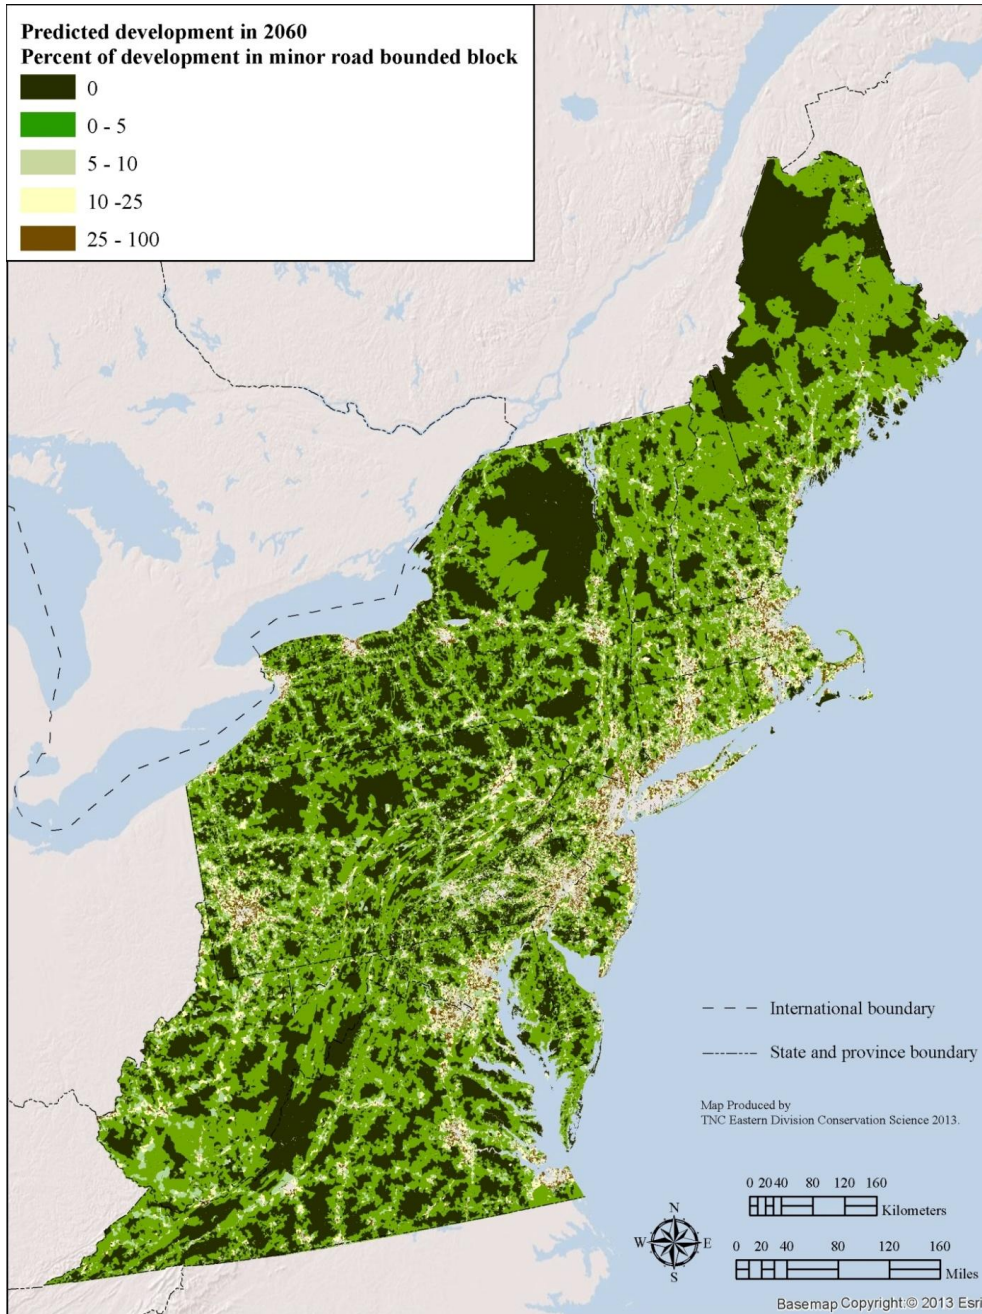 Predicted development in 2060
Percent of development in minor road bounded block
0
0 - 5
5 - 10
10 -25
25 - 100
International boundary
State and province boundary
Map Produced by
TNC Eastern Division Conservation Science 2013.
0 20 40 80 120 160
Kilometers
N
W E
S
0 20 40 80 120 160
Miles
Basemap Copyright:© 2013 Esri